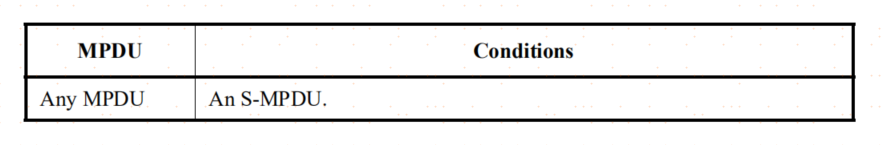 MPDU Conditions
Any MPDU An S-MPDU.